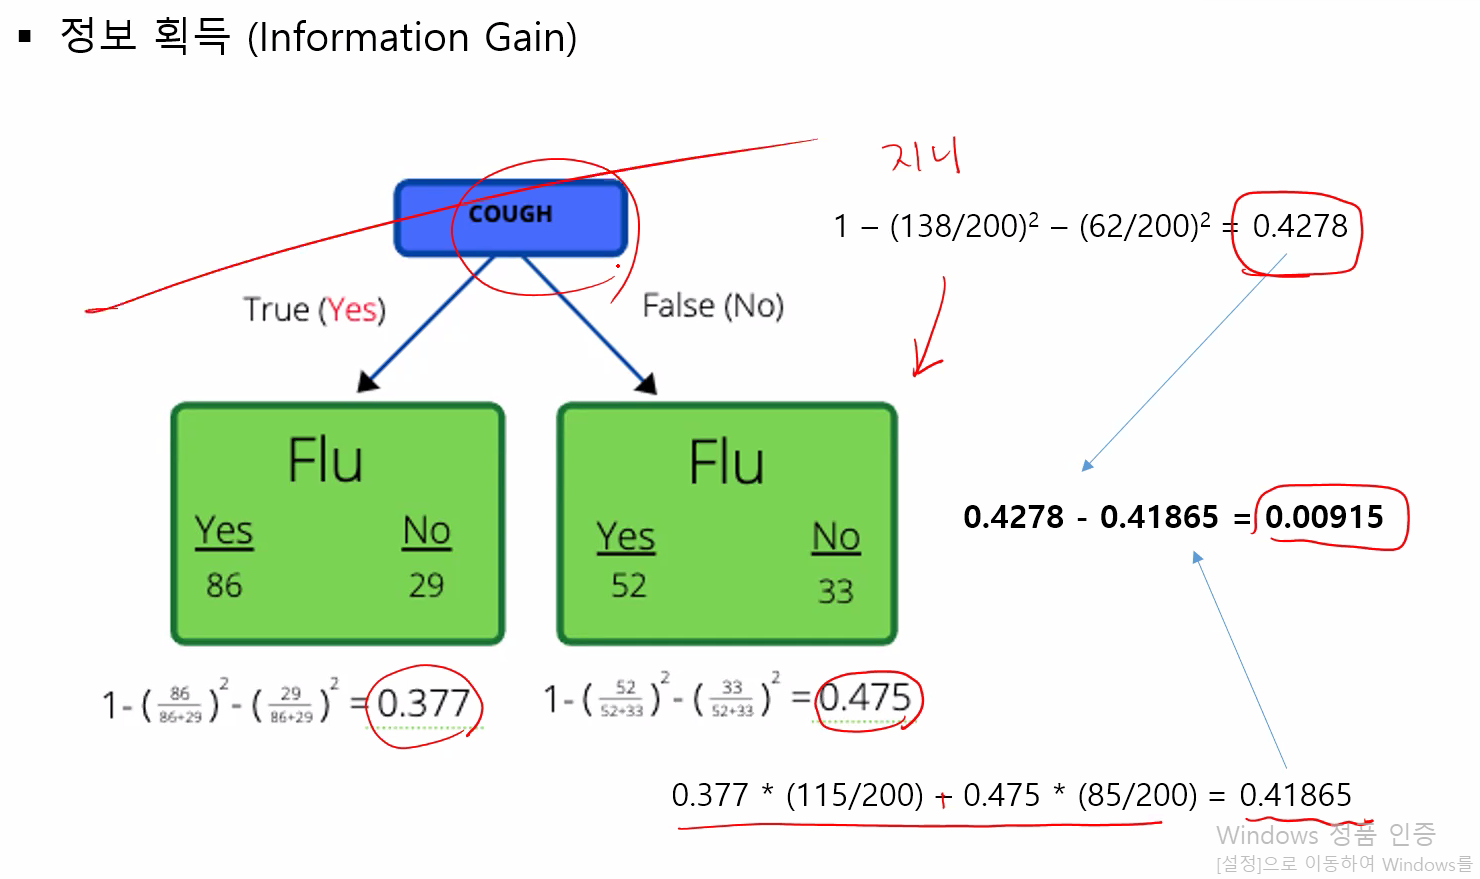 ▪ 정보 획득 (Information Gain)
지니
COUGH
1 – (138/200)² – (62/200)² = 0.4278
True (Yes)
False (No)
Flu
Yes No
86 29
Flu
Yes No
52 33
0.4278 - 0.41865 = 0.00915
1-(86/86+29)²-(29/86+29)² = 0.377
1-(52/52+33)²-(33/52+33)² = 0.475
0.377 * (115/200) + 0.475 * (85/200) = 0.41865
Windows 정품 인증
[설정]으로 이동하여 Windows를